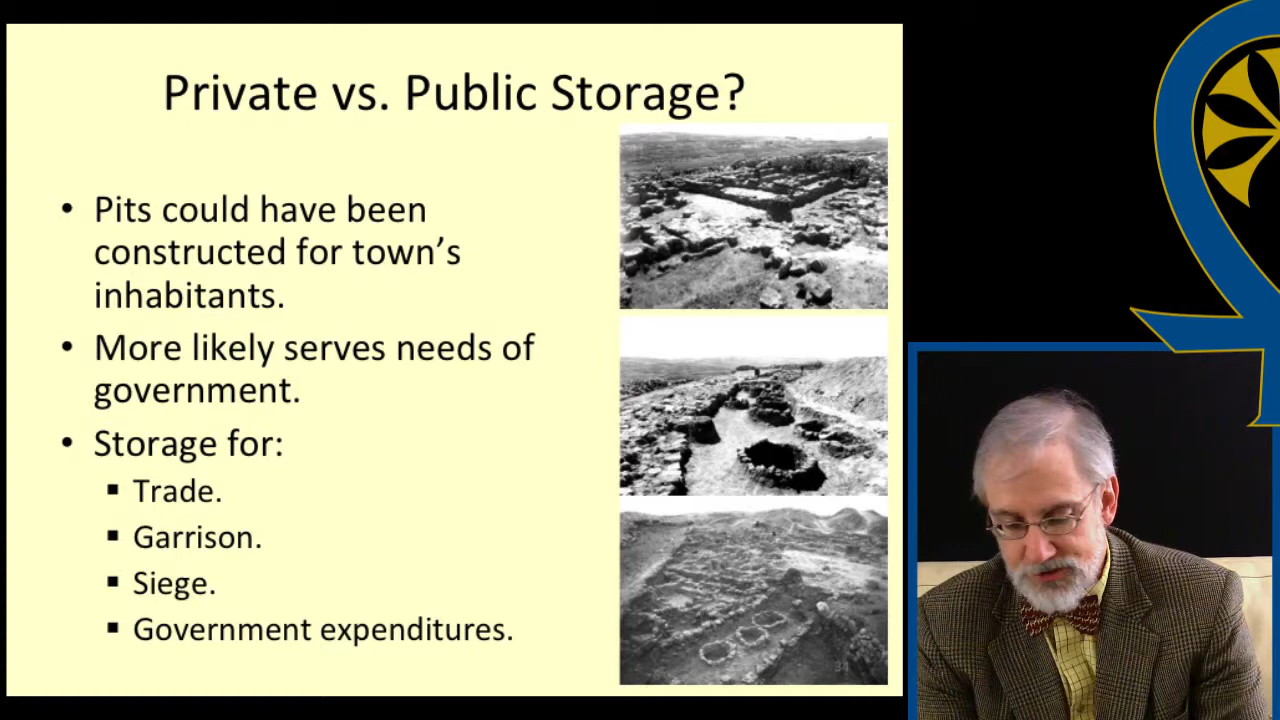 Private vs. Public Storage?
• Pits could have been
constructed for town’s
inhabitants.
• More likely serves needs of
government.
• Storage for:
▪ Trade.
▪ Garrison.
▪ Siege.
▪ Government expenditures.